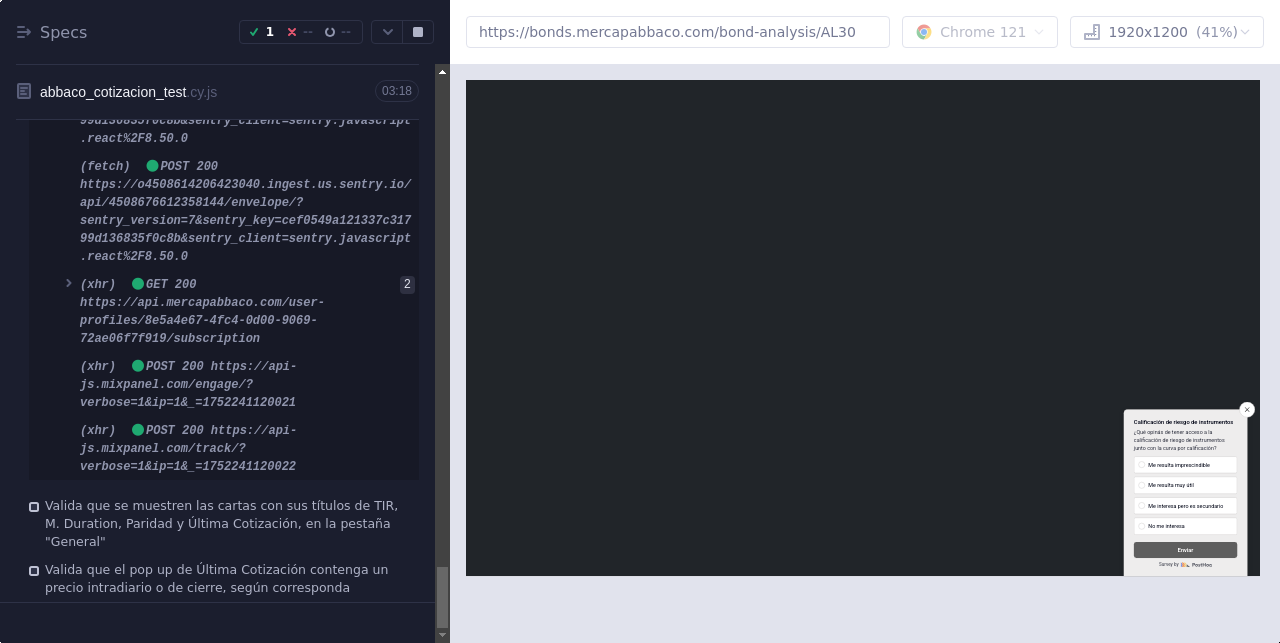 Specs
1
--
--
https://bonds.mercapabbaco.com/bond-analysis/AL30
Chrome 121
1920x1200 (41%)
abbaco_cotizacion_test.cy.js
03:18
99d136835f0c8b&sentry_client=sentry.javascript
.react%2F8.50.0
(fetch) POST 200
https://o4508614206423040.ingest.us.sentry.io/
api/4508676612358144/envelope/?
sentry_version=7&sentry_key=cef0549a121337c317
99d136835f0c8b&sentry_client=sentry.javascript
.react%2F8.50.0
(xhr) GET 200
2
https://api.mercapabbaco.com/user-
profiles/8e5a4e67-4fc4-0d00-9069-
72ae06f7f919/subscription
(xhr) POST 200 https://api-
js.mixpanel.com/engage/?
verbose=1&ip=1&_=1752241120021
(xhr) POST 200 https://api-
js.mixpanel.com/track/?
verbose=1&ip=1&_=1752241120022
Valida que se muestren las cartas con sus títulos de TIR,
M. Duration, Paridad y Última Cotización, en la pestaña
"General"
Valida que el pop up de Última Cotización contenga un
precio intradiario o de cierre, según corresponda
Calificación de riesgo de instrumentos
¿Qué opinás de tener acceso a la
calificación de riesgo de instrumentos
junto con la curva por calificación?
Me resulta imprescindible
Me resulta muy útil
Me interesa pero es secundario
No me interesa
Enviar
Survey by PostHog